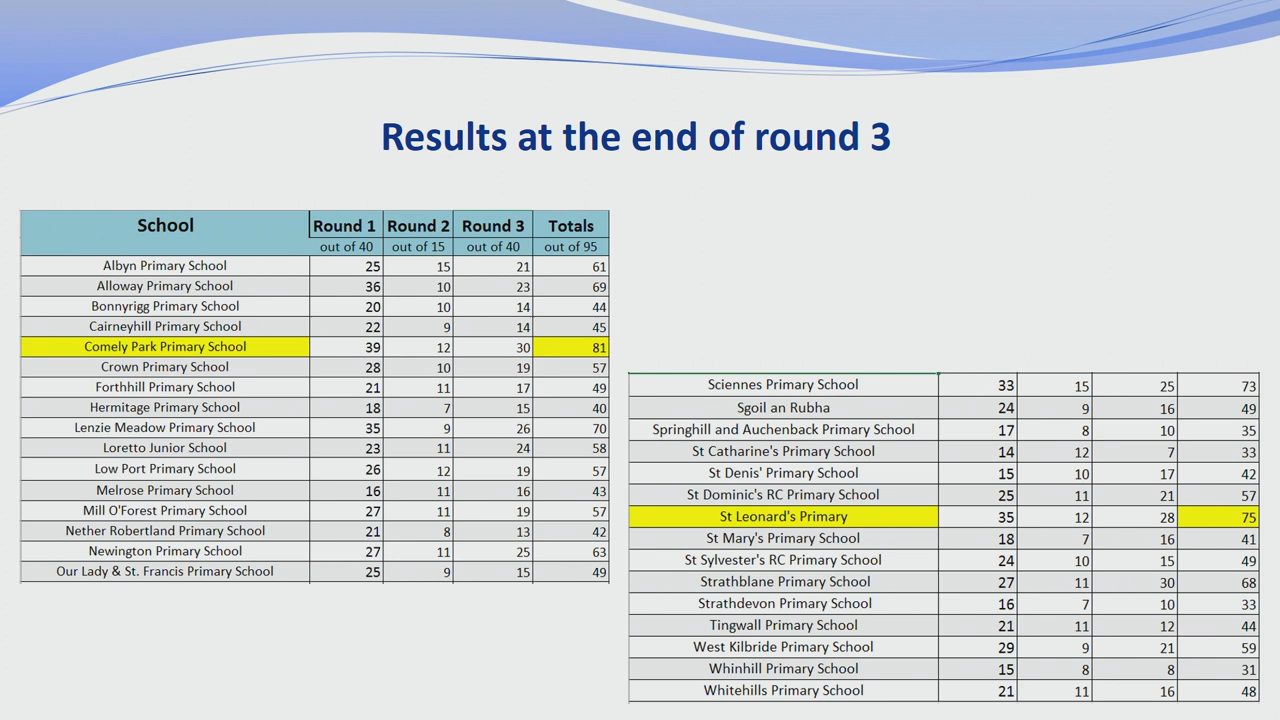 Results at the end of round 3
School Round 1 Round 2 Round 3 Totals
out of 40 out of 15 out of 40 out of 95
Albyn Primary School 25 15 21 61
Alloway Primary School 36 10 23 69
Bonnyrigg Primary School 20 10 14 44
Cairneyhill Primary School 22 9 14 45
Comely Park Primary School 39 12 30 81
Crown Primary School 28 10 19 57
Forthhill Primary School 21 11 17 49
Hermitage Primary School 18 7 15 40
Lenzie Meadow Primary School 35 9 26 70
Loretto Junior School 23 11 24 58
Low Port Primary School 26 12 19 57
Melrose Primary School 16 11 16 43
Mill O'Forest Primary School 27 11 19 57
Nether Robertland Primary School 21 8 13 42
Newington Primary School 27 11 25 63
Our Lady & St. Francis Primary School 25 9 15 49
Sciennes Primary School 33 15 25 73
Sgoil an Rubha 24 9 16 49
Springhill and Auchenback Primary School 17 8 10 35
St Catharine's Primary School 14 12 7 33
St Denis' Primary School 15 10 17 42
St Dominic's RC Primary School 25 11 21 57
St Leonard's Primary 35 12 28 75
St Mary's Primary School 18 7 16 41
St Sylvester's RC Primary School 24 10 15 49
Strathblane Primary School 27 11 30 68
Strathdevon Primary School 16 7 10 33
Tingwall Primary School 21 11 12 44
West Kilbride Primary School 29 9 21 59
Whinhill Primary School 15 8 8 31
Whitehills Primary School 21 11 16 48